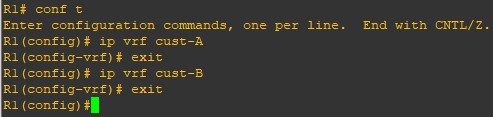 R1# conf t
Enter configuration commands, one per line.  End with CNTL/Z.
R1(config)# ip vrf cust-A
R1(config-vrf)# exit
R1(config)# ip vrf cust-B
R1(config-vrf)# exit
R1(config)#